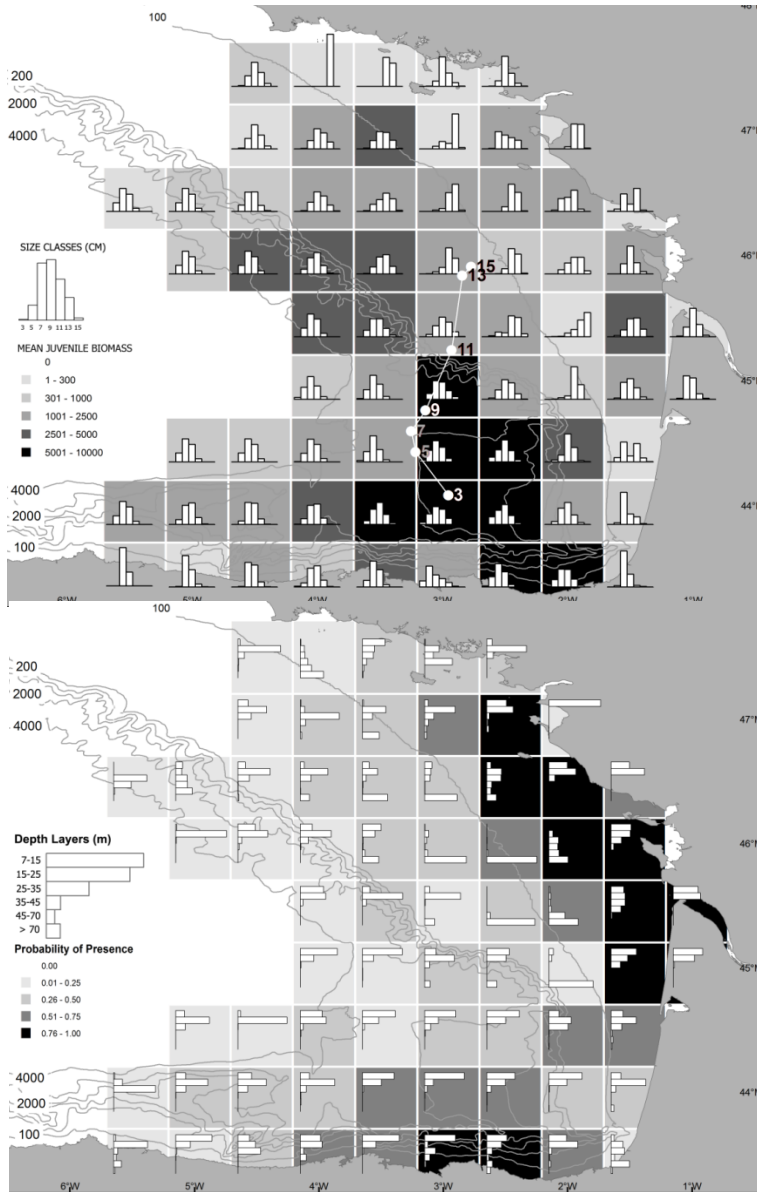 48°N
100
200
2000
4000
47°N
46°N
SIZE CLASSES (CM)
3 5 7 9 11 13 15
15
13
MEAN JUVENILE BIOMASS
0
1 - 300
301 - 1000
1001 - 2500
2501 - 5000
5001 - 10000
11
45°N
9
7
5
3
4000
2000
100
44°N
6°W 5°W 4°W 3°W 2°W 1°W
100
200
2000
4000
47°N
46°N
Depth Layers (m)
7-15
15-25
25-35
35-45
45-70
> 70
Probability of Presence
0.00
0.01 - 0.25
0.26 - 0.50
0.51 - 0.75
0.76 - 1.00
45°N
4000
2000
100
44°N
6°W 5°W 4°W 3°W 2°W 1°W